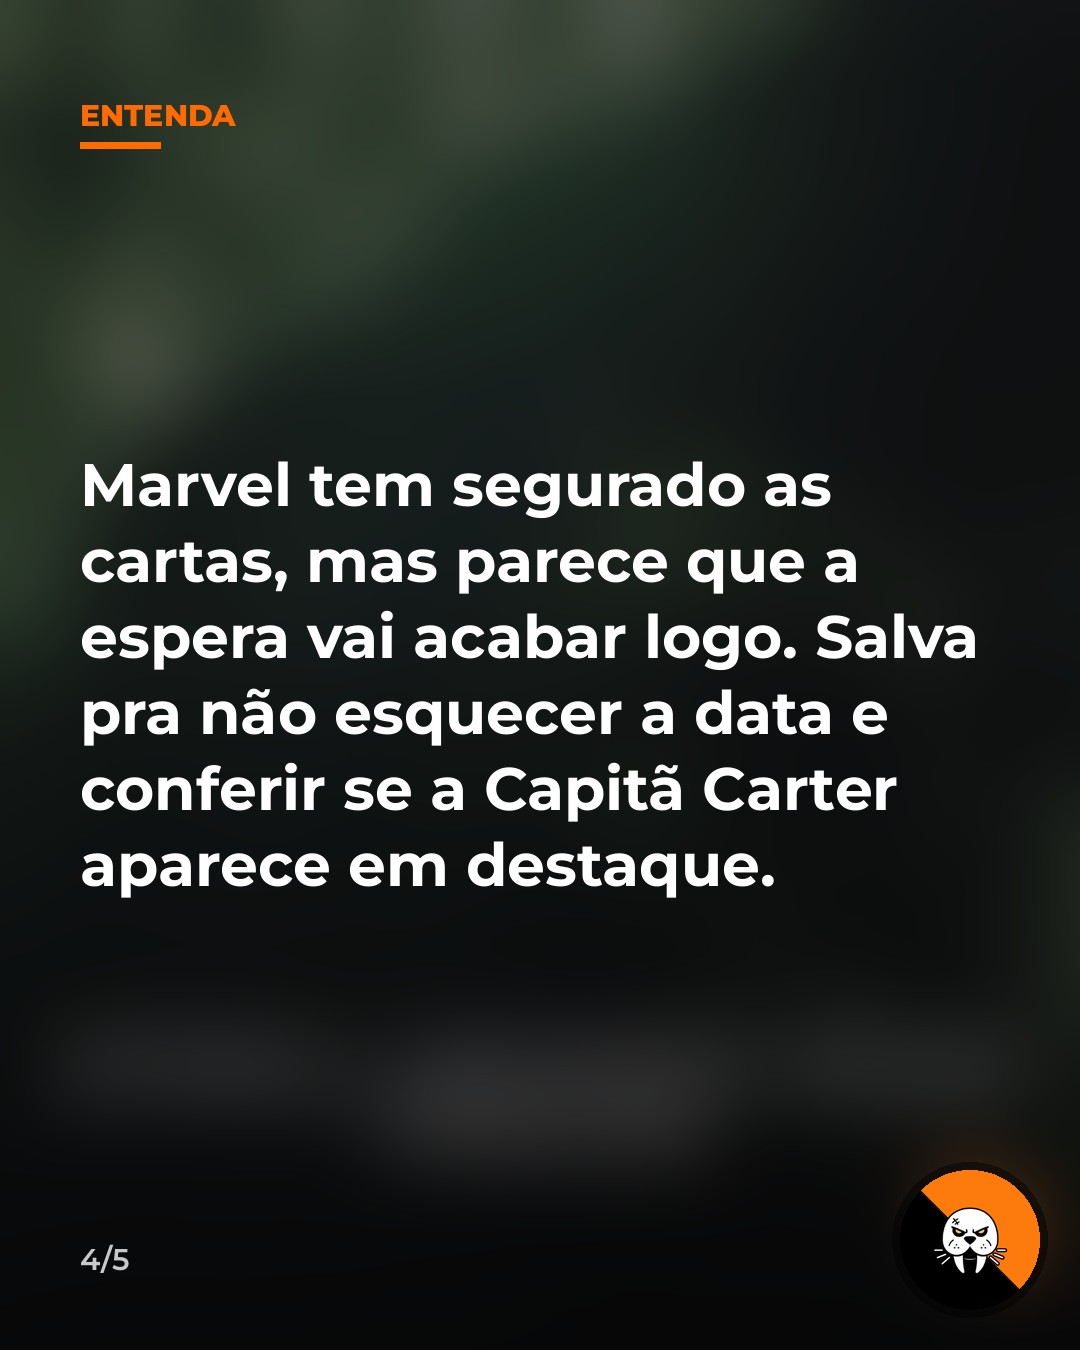 ENTENDA
Marvel tem segurado as
cartas, mas parece que a
espera vai acabar logo. Salva
pra não esquecer a data e
conferir se a Capitã Carter
aparece em destaque.
4/5